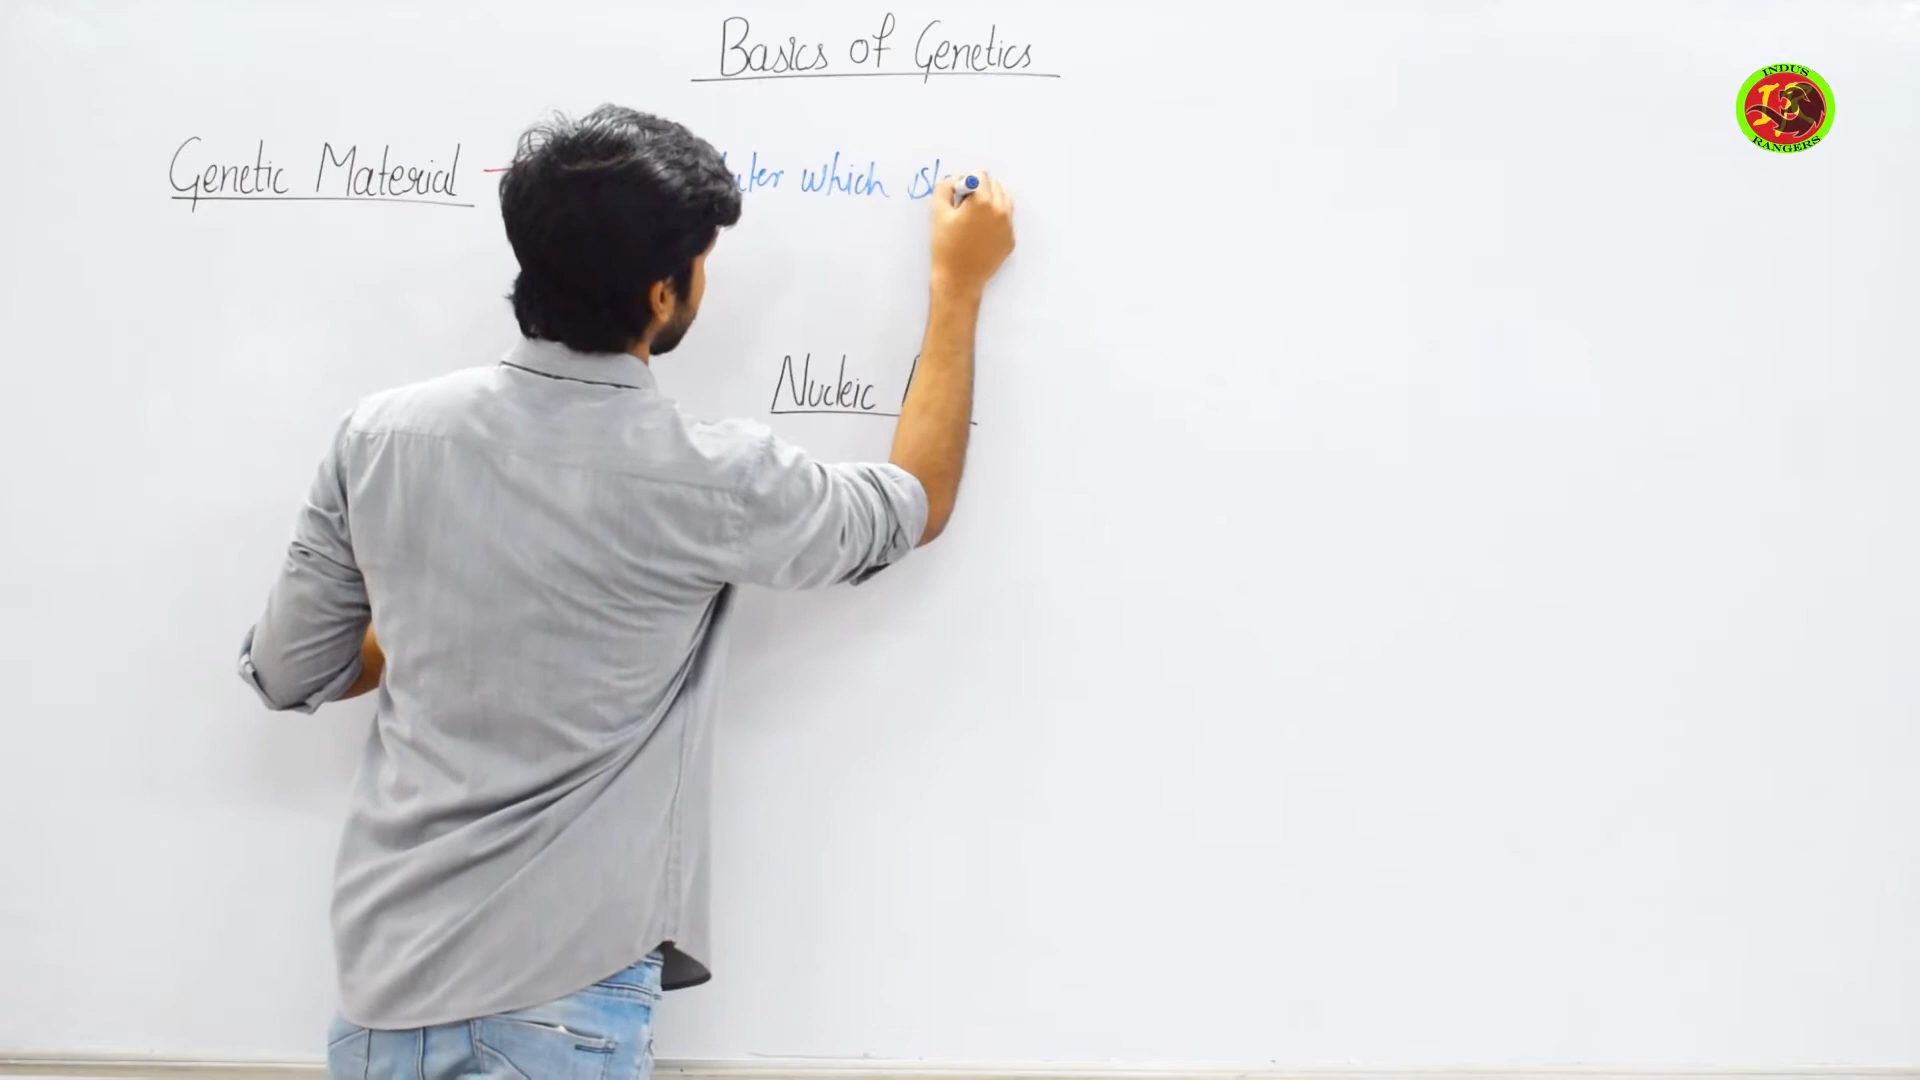 Basics of Genetics
INDUS
RANGERS
Genetic Material
which
Nucleic